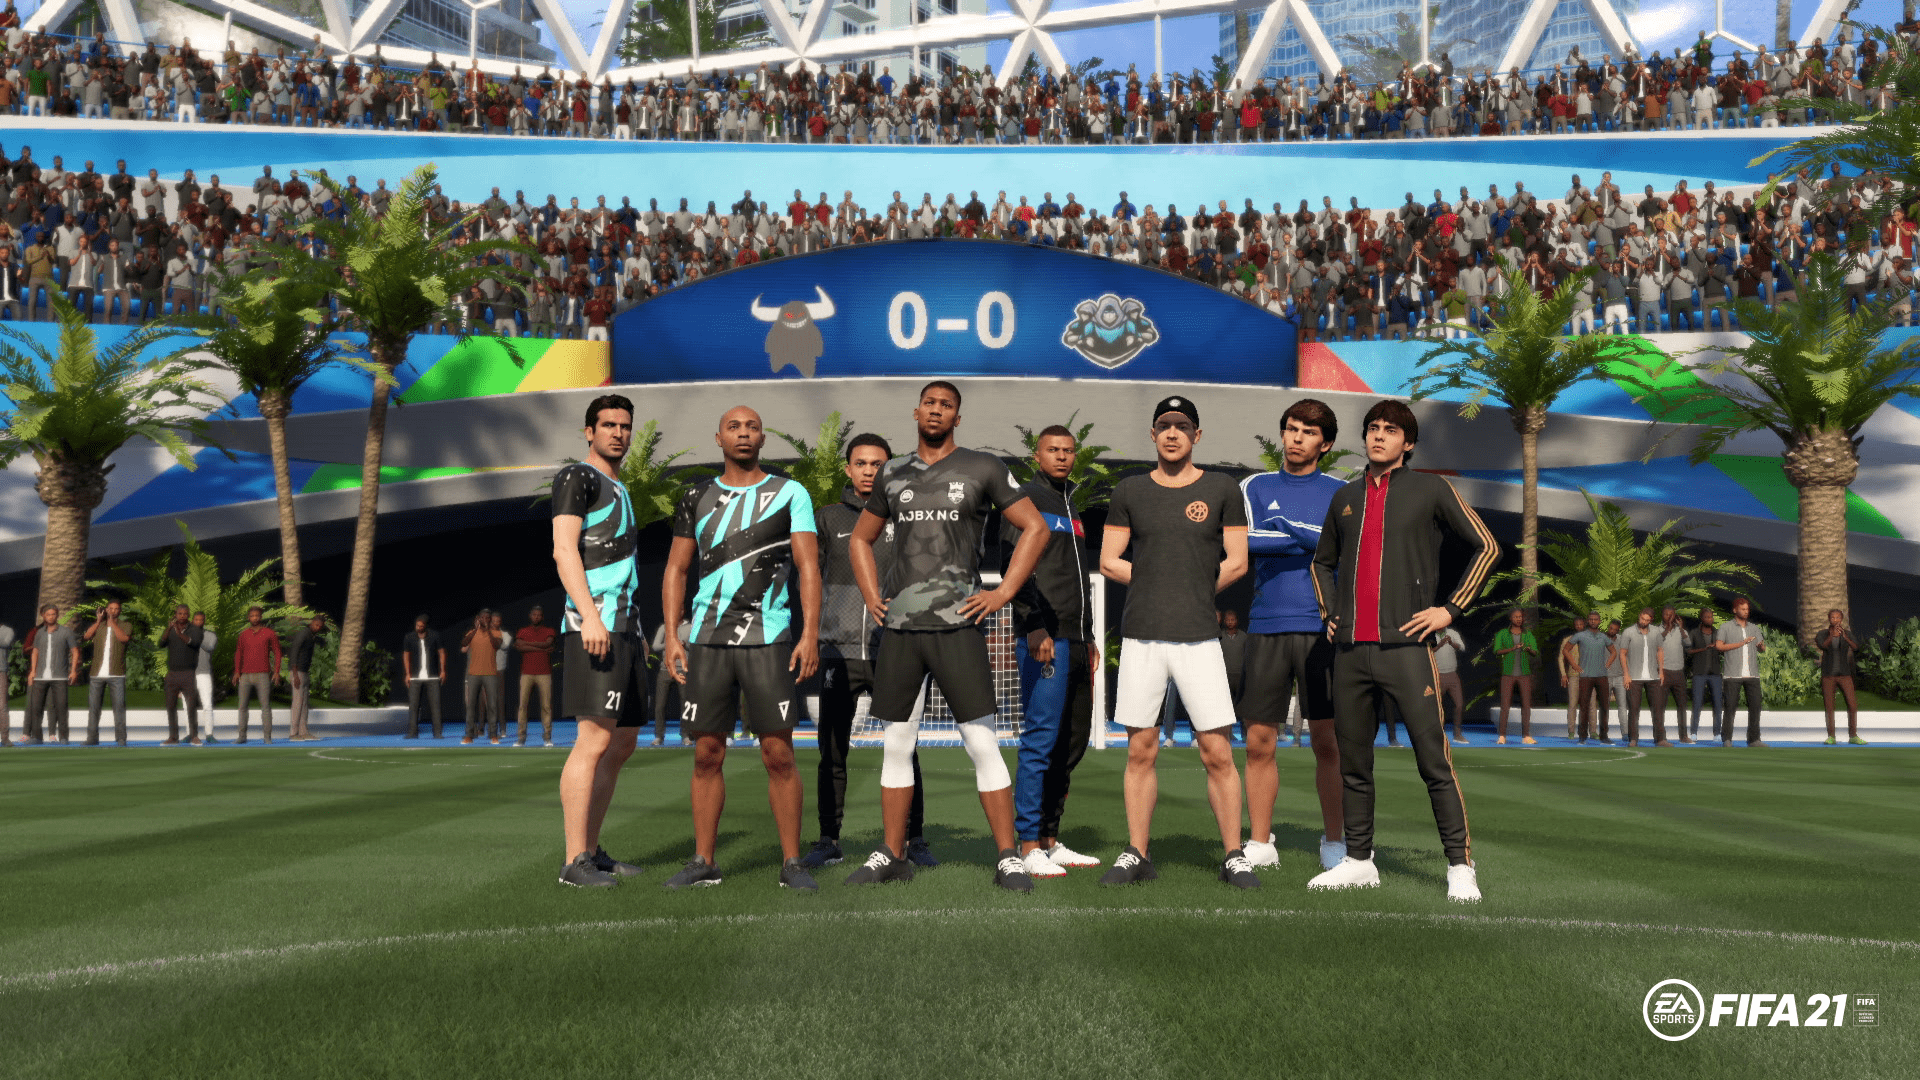 0-0
AJBXNG
21
21
EA
SPORTS
FIFA 21
FIFA